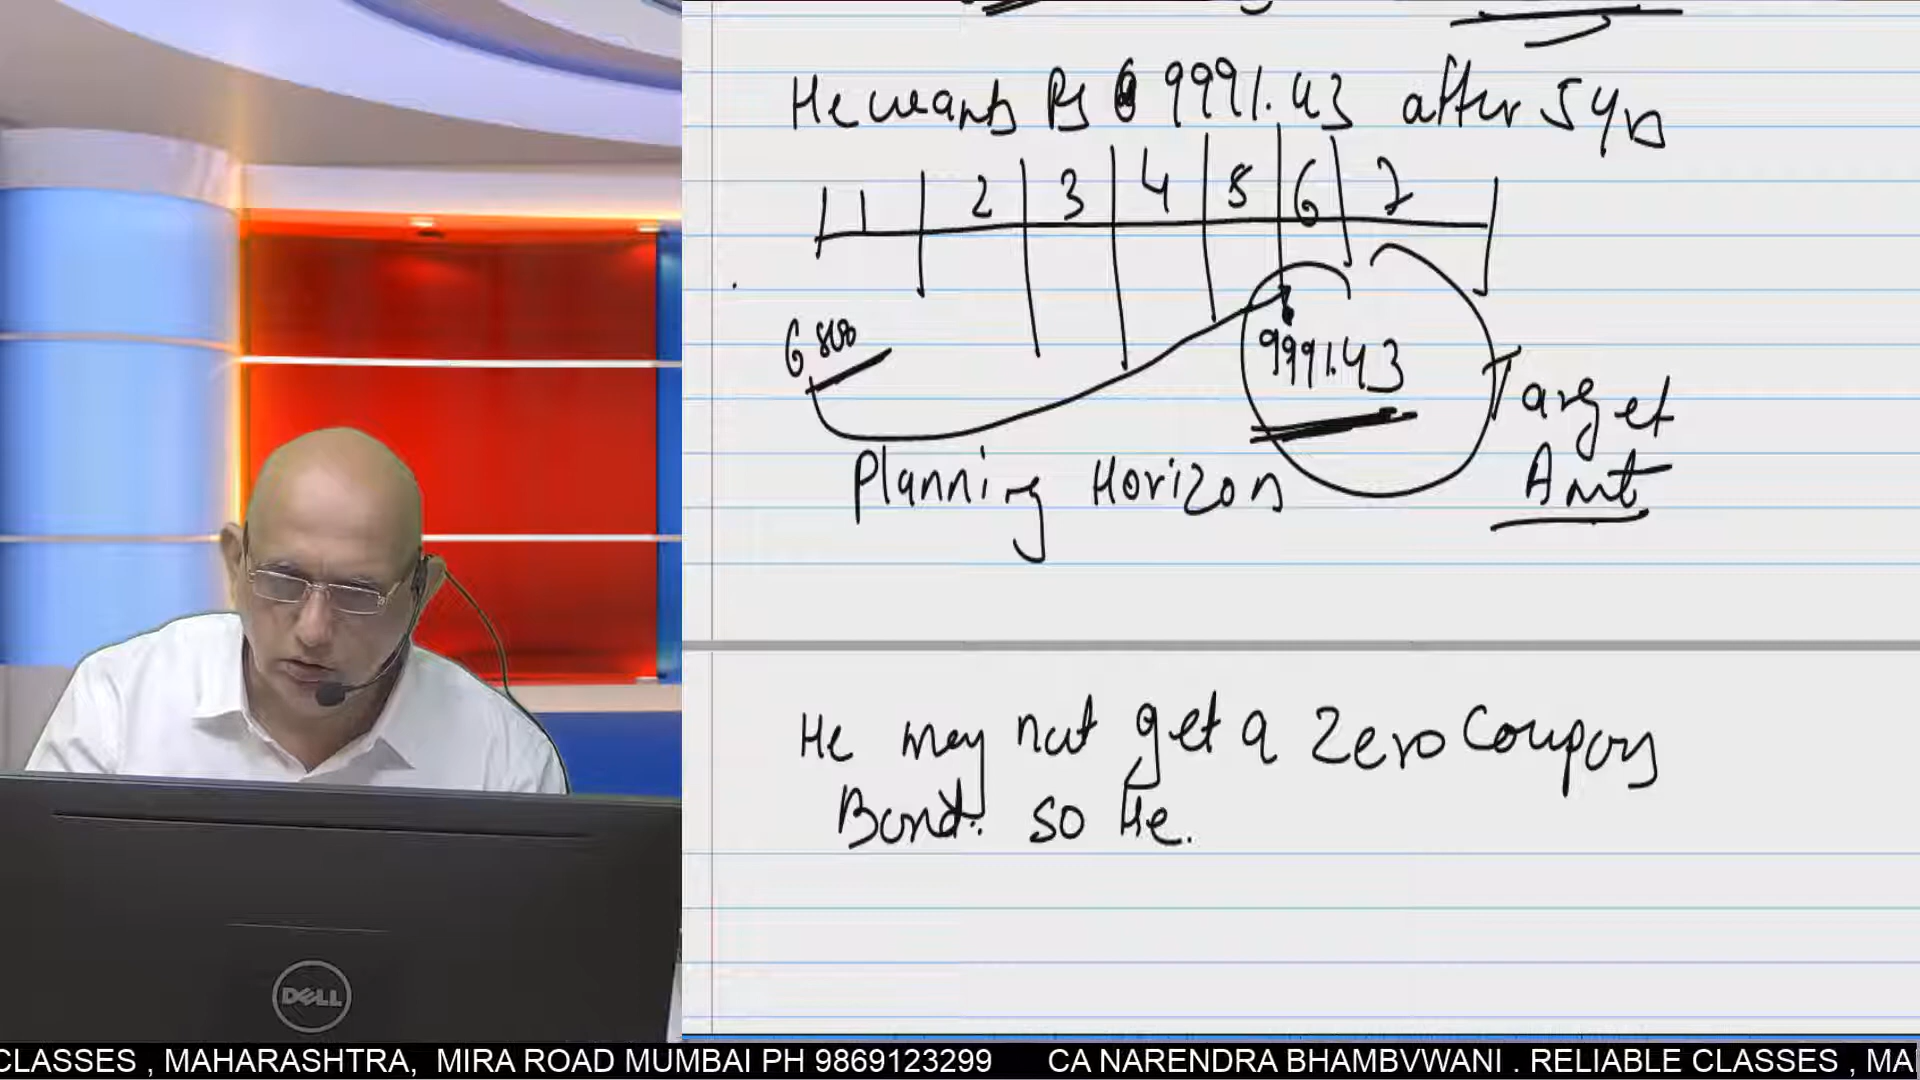 He wants Rs 9991.43 after 5 yrs
1 2 3 4 5 6 7
6800
9991.43
Target
Amt
Planning Horizon
He may not get a Zero Coupon
Bond. so He.
DELL
CLASSES , MAHARASHTRA, MIRA ROAD MUMBAI PH 9869123299 CA NARENDRA BHAMBVWANI . RELIABLE CLASSES , MA